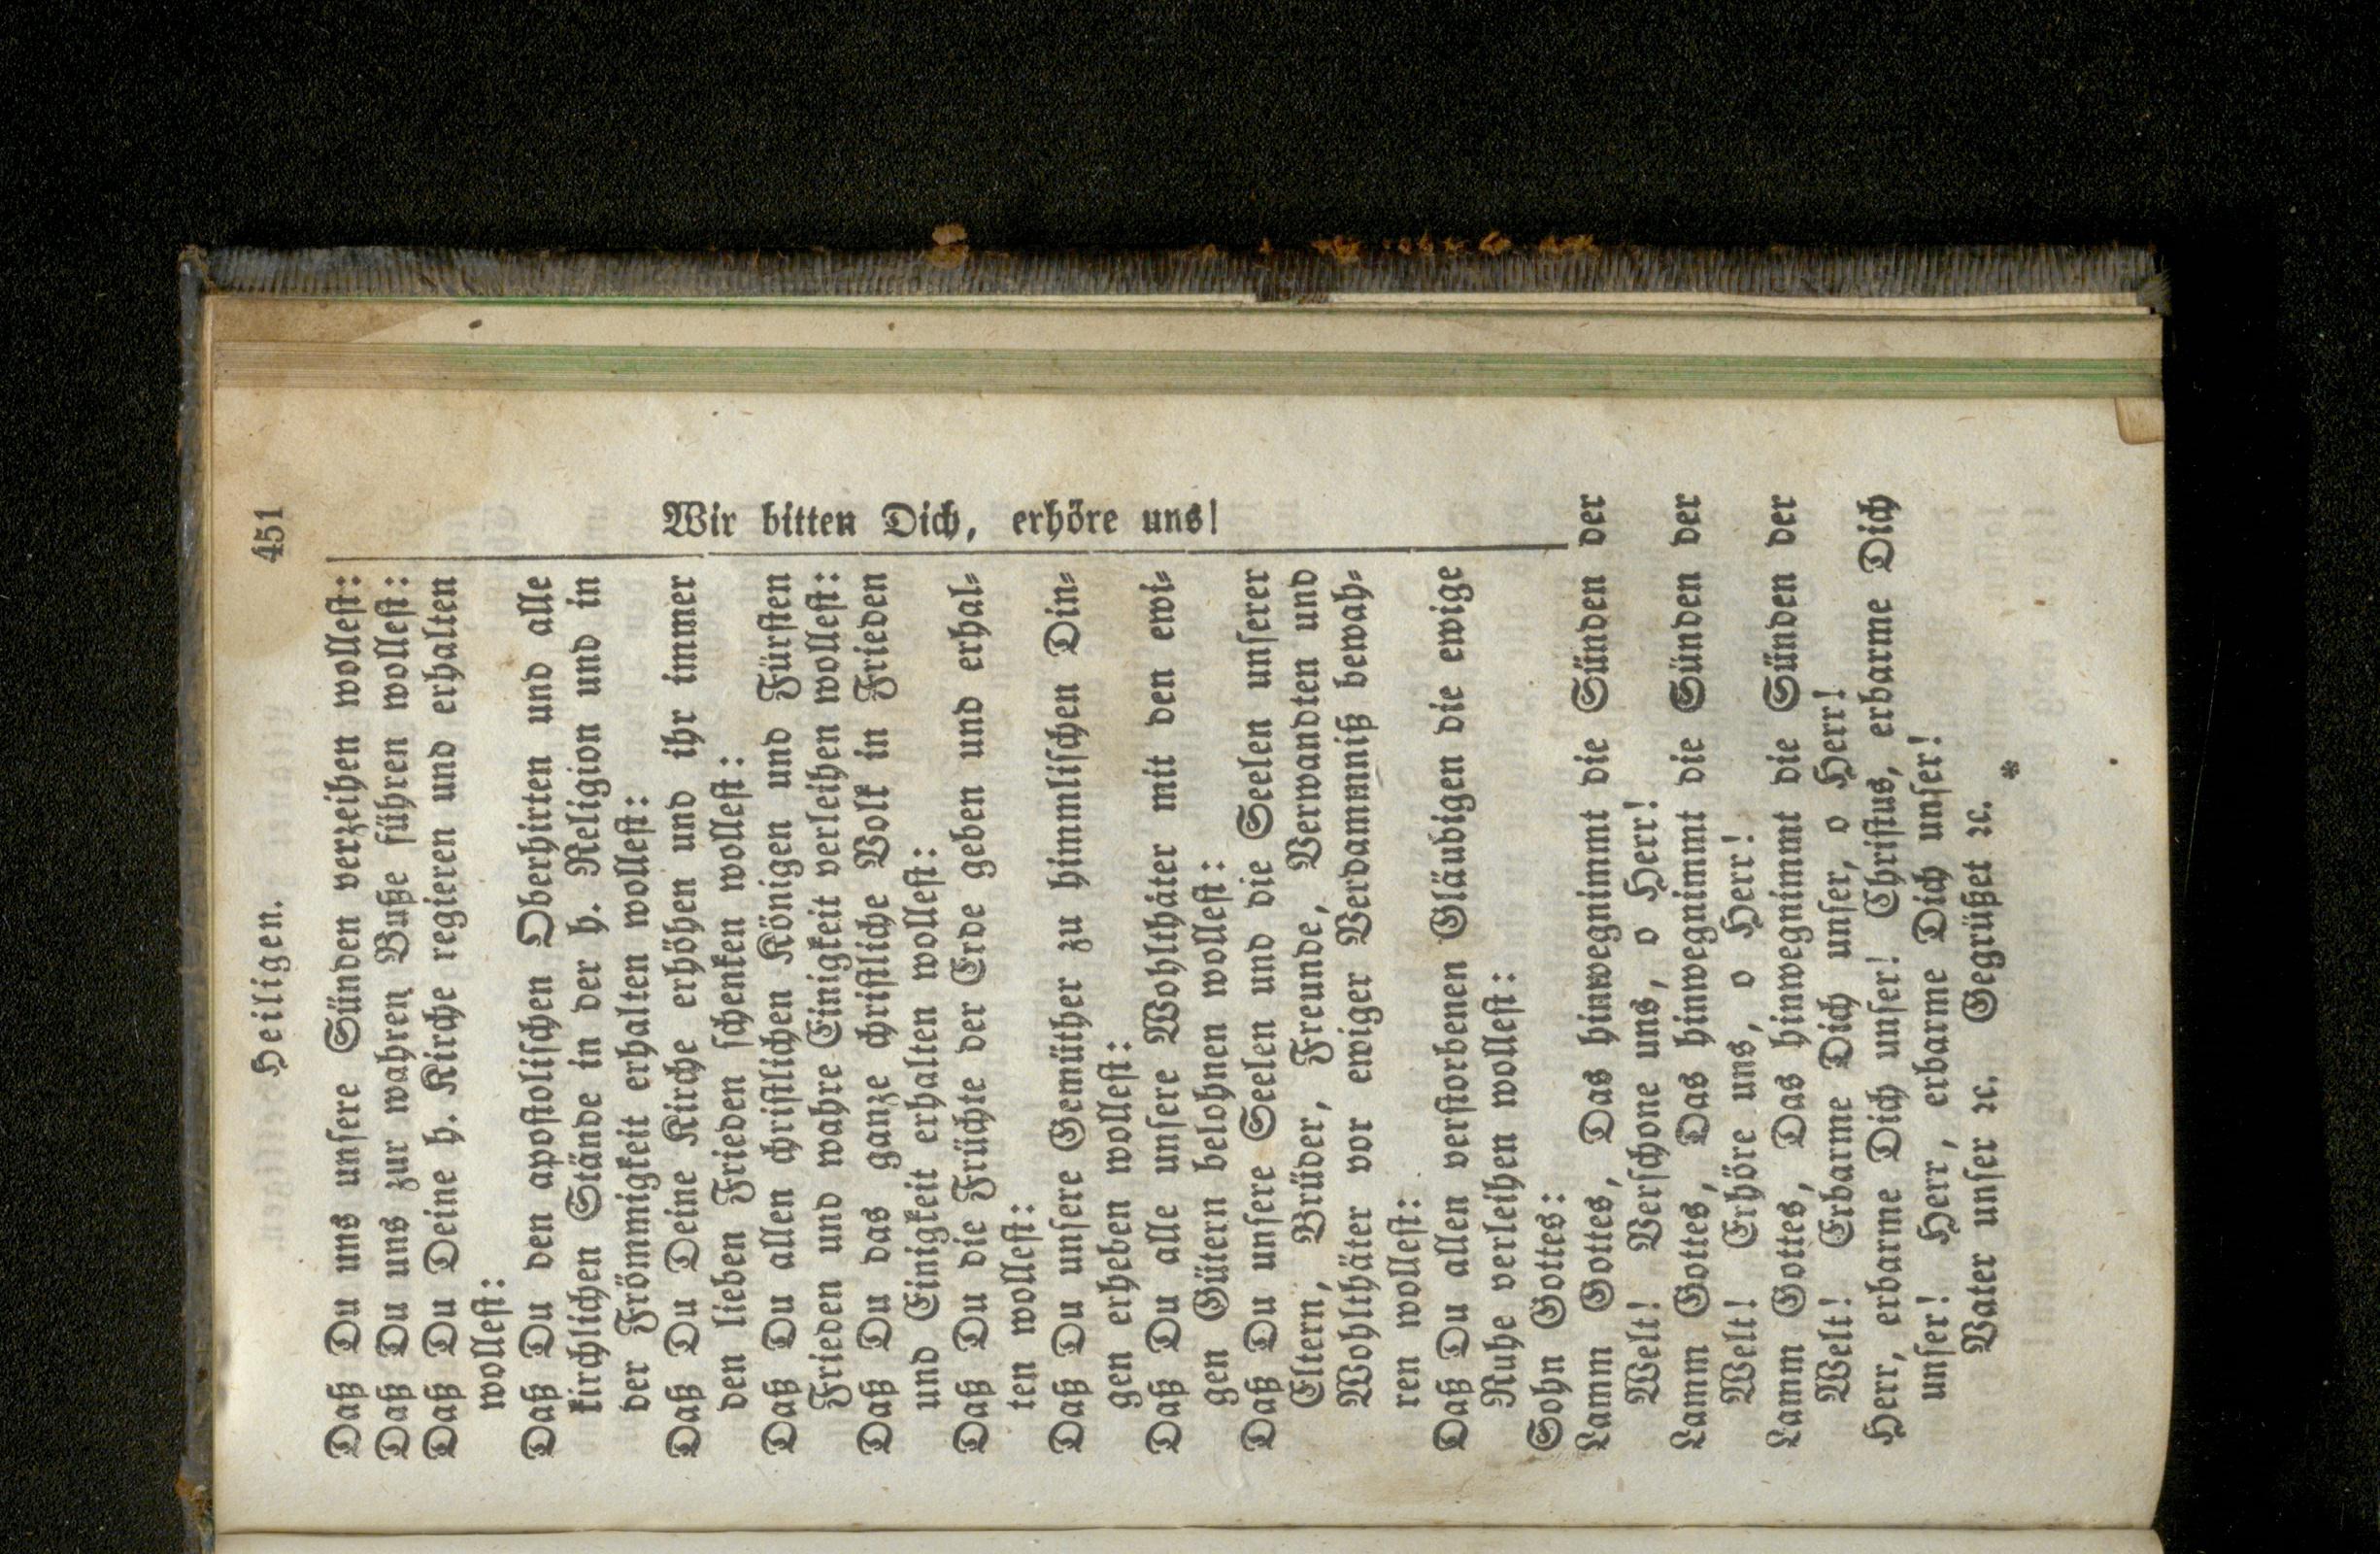 Heiligen. 451
Daß Du uns unsere Sünden verzeihen wollest:
Daß Du uns zur wahren Buße führen wollest:
Daß Du Deine h. Kirche regieren und erhalten
wollest:
Daß Du den apostolischen Oberhirten und alle
kirchlichen Stände in der h. Religion und in
der Frömmigkeit erhalten wollest:
Daß Du Deine Kirche erhöhen und ihr immer
den lieben Frieden schenken wollest:
Daß Du allen christlichen Königen und Fürsten
Frieden und wahre Einigkeit verleihen wollest:
Daß Du das ganze christliche Volk in Frieden
und Einigkeit erhalten wollest:
Daß Du die Früchte der Erde geben und erhal-
ten wollest:
Daß Du unsere Gemüther zu himmlischen Din-
gen erheben wollest:
Daß Du alle unsere Wohlthäter mit den ewi-
gen Gütern belohnen wollest:
Daß Du unsere Seelen und die Seelen unserer
Eltern, Brüder, Freunde, Verwandten und
Wohlthäter vor ewiger Verdammniß bewah-
ren wollest:
Daß Du allen verstorbenen Gläubigen die ewige
Ruhe verleihen wollest:
Sohn Gottes:
Wir bitten Dich, erhöre uns!
Lamm Gottes, Das hinwegnimmt die Sünden der
Welt! Verschone uns, o Herr!
Lamm Gottes, Das hinwegnimmt die Sünden der
Welt! Erhöre uns, o Herr!
Lamm Gottes, Das hinwegnimmt die Sünden der
Welt! Erbarme Dich unser, o Herr!
Herr, erbarme Dich unser! Christus, erbarme Dich
unser! Herr, erbarme Dich unser!
Vater unser ꝛc. Gegrüßet ꝛc.
*